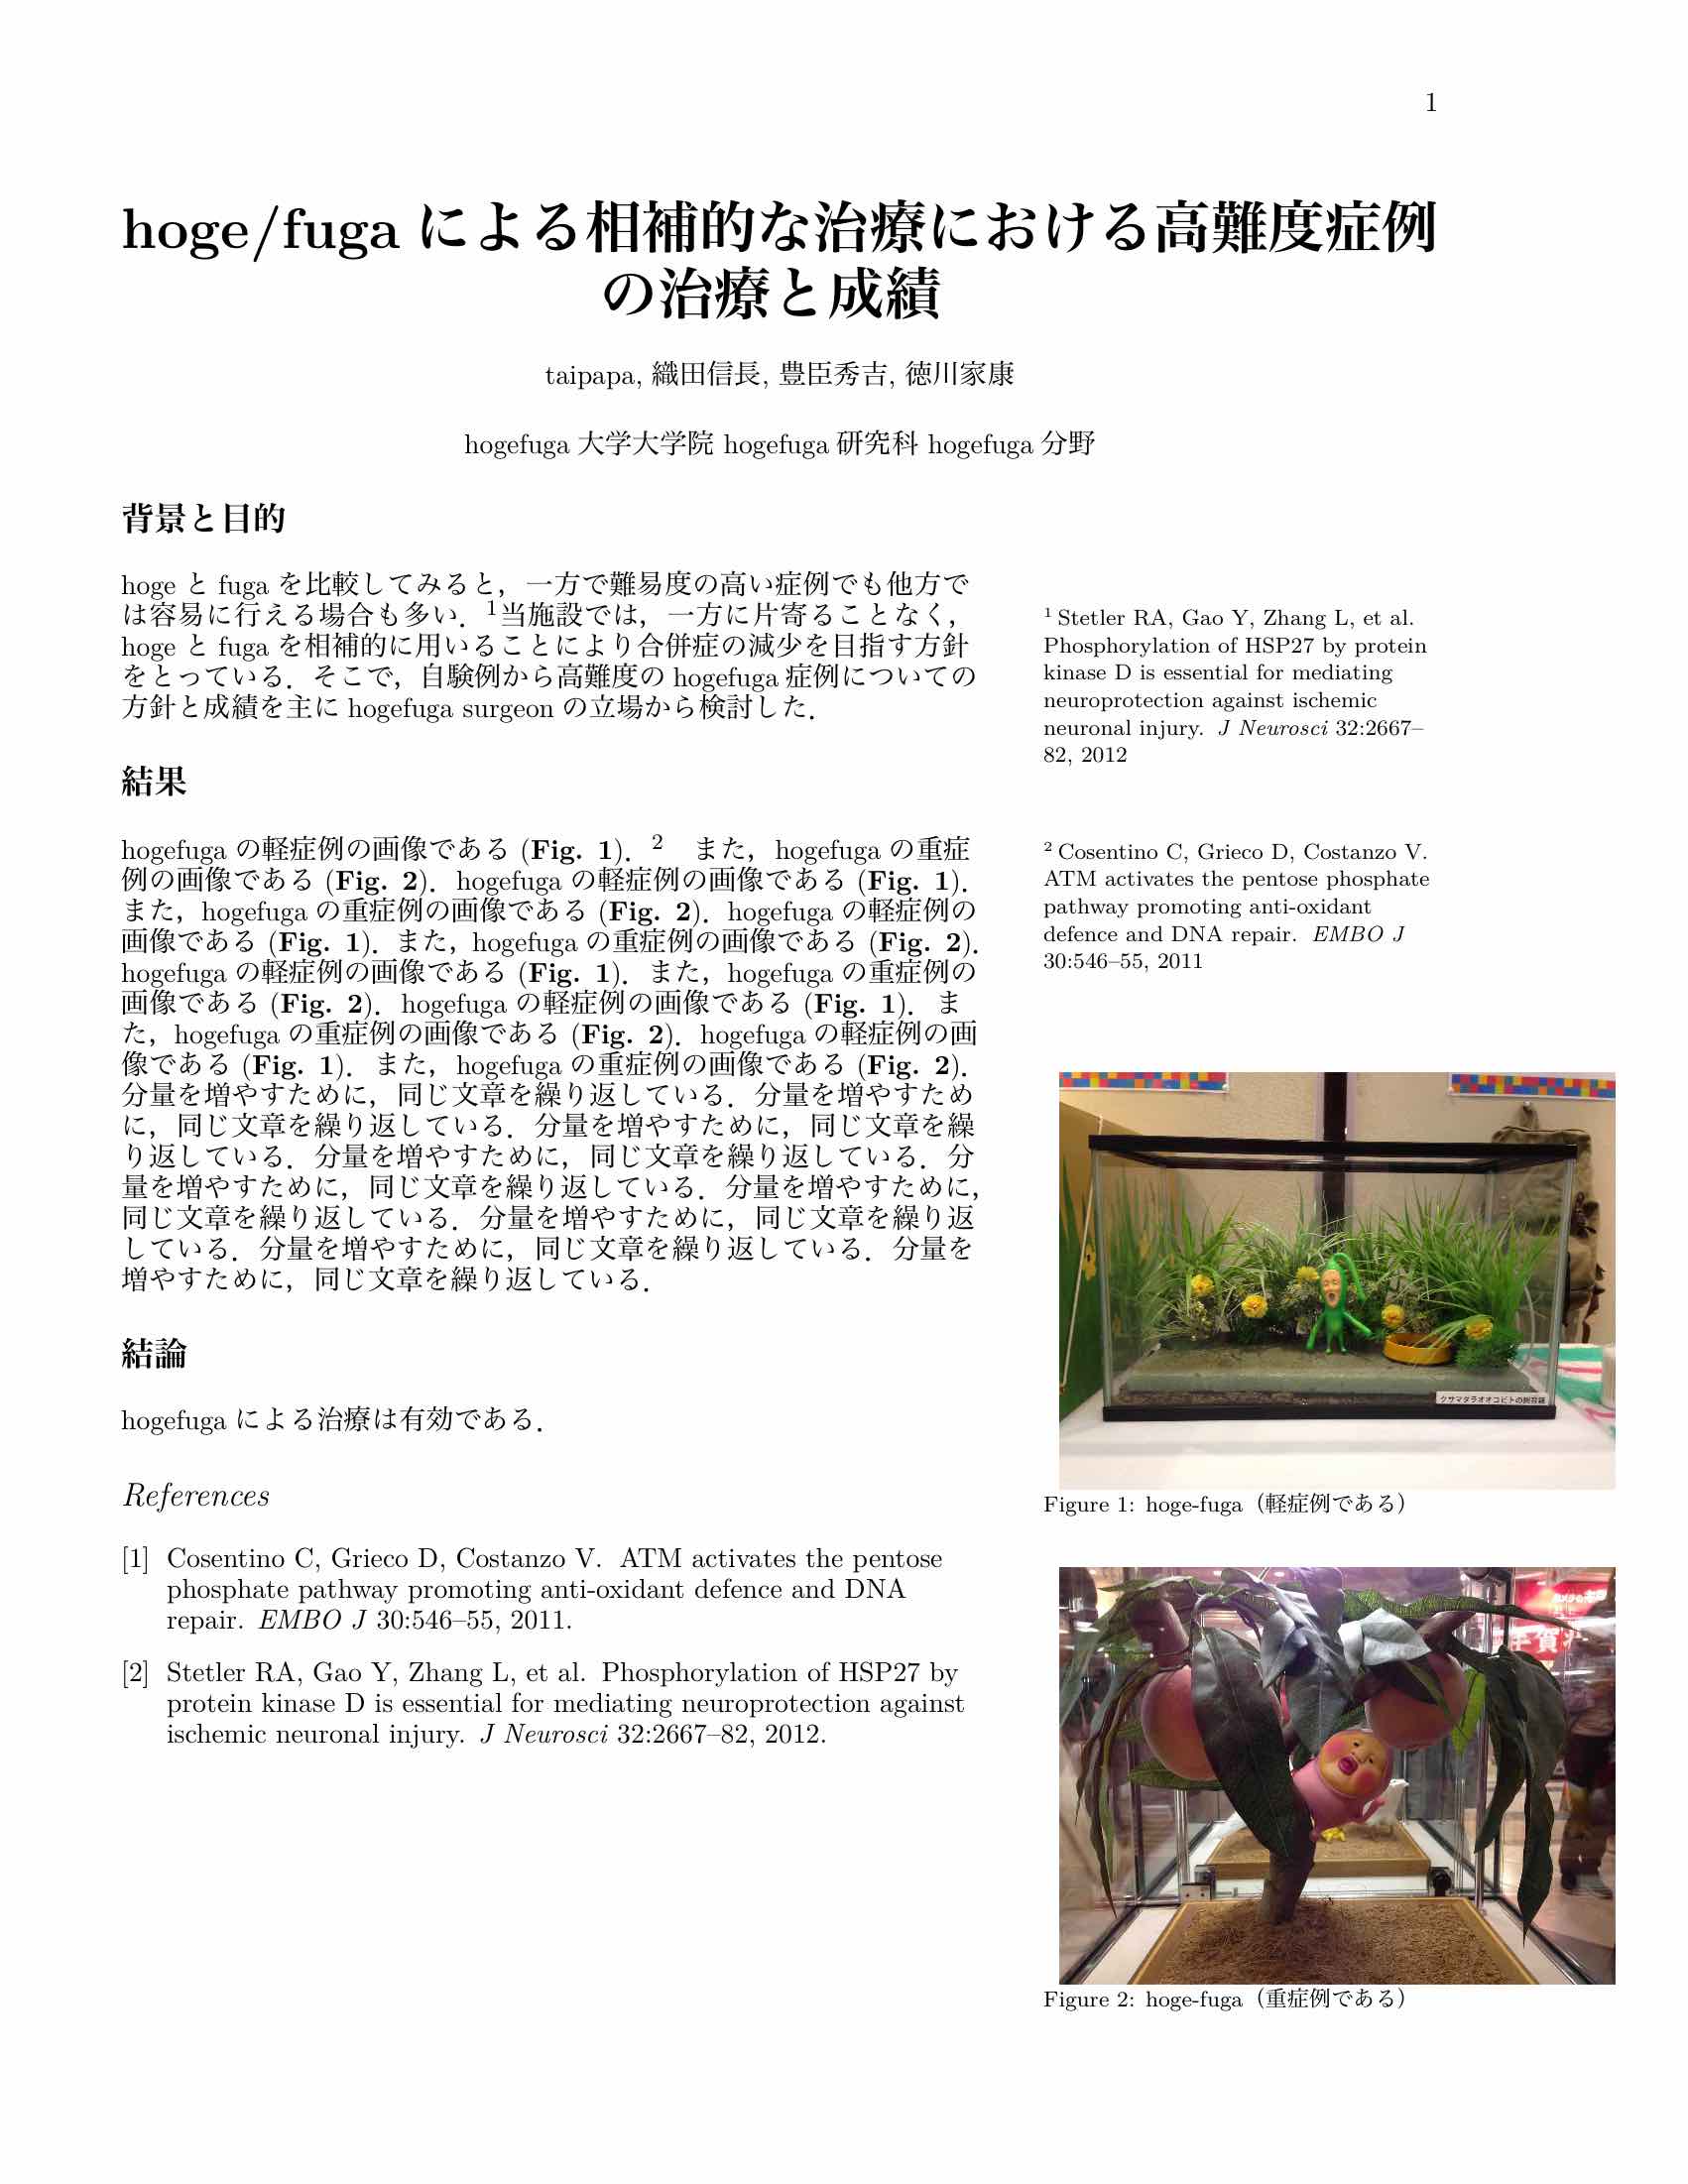 1
hoge/fuga による相補的な治療における高難度症例
の治療と成績
taipapa, 織田信長, 豊臣秀吉, 徳川家康
hogefuga 大学大学院 hogefuga 研究科 hogefuga 分野
背景と目的
hoge と fuga を比較してみると，一方で難易度の高い症例でも他方で
は容易に行える場合も多い．1当施設では，一方に片寄ることなく，
hoge と fuga を相補的に用いることにより合併症の減少を目指す方針
をとっている．そこで，自験例から高難度の hogefuga 症例についての
方針と成績を主に hogefuga surgeon の立場から検討した．
1 Stetler RA, Gao Y, Zhang L, et al.
Phosphorylation of HSP27 by protein
kinase D is essential for mediating
neuroprotection against ischemic
neuronal injury. J Neurosci 32:2667–
82, 2012
結果
hogefuga の軽症例の画像である (Fig. 1)．2　また，hogefuga の重症
例の画像である (Fig. 2)．hogefuga の軽症例の画像である (Fig. 1)．
また，hogefuga の重症例の画像である (Fig. 2)．hogefuga の軽症例の
画像である (Fig. 1)．また，hogefuga の重症例の画像である (Fig. 2)．
hogefuga の軽症例の画像である (Fig. 1)．また，hogefuga の重症例の
画像である (Fig. 2)．hogefuga の軽症例の画像である (Fig. 1)．ま
た，hogefuga の重症例の画像である (Fig. 2)．hogefuga の軽症例の画
像である (Fig. 1)．また，hogefuga の重症例の画像である (Fig. 2)．
分量を増やすために，同じ文章を繰り返している．分量を増やすため
に，同じ文章を繰り返している．分量を増やすために，同じ文章を繰
り返している．分量を増やすために，同じ文章を繰り返している．分
量を増やすために，同じ文章を繰り返している．分量を増やすために，
同じ文章を繰り返している．分量を増やすために，同じ文章を繰り返
している．分量を増やすために，同じ文章を繰り返している．分量を
増やすために，同じ文章を繰り返している．
2 Cosentino C, Grieco D, Costanzo V.
ATM activates the pentose phosphate
pathway promoting anti-oxidant
defence and DNA repair. EMBO J
30:546–55, 2011
結論
hogefuga による治療は有効である．
References
[1] Cosentino C, Grieco D, Costanzo V. ATM activates the pentose
phosphate pathway promoting anti-oxidant defence and DNA
repair. EMBO J 30:546–55, 2011.
[2] Stetler RA, Gao Y, Zhang L, et al. Phosphorylation of HSP27 by
protein kinase D is essential for mediating neuroprotection against
ischemic neuronal injury. J Neurosci 32:2667–82, 2012.
クサマダラオオコビトの飼育
Figure 1: hoge-fuga（軽症例である）
Figure 2: hoge-fuga（重症例である）